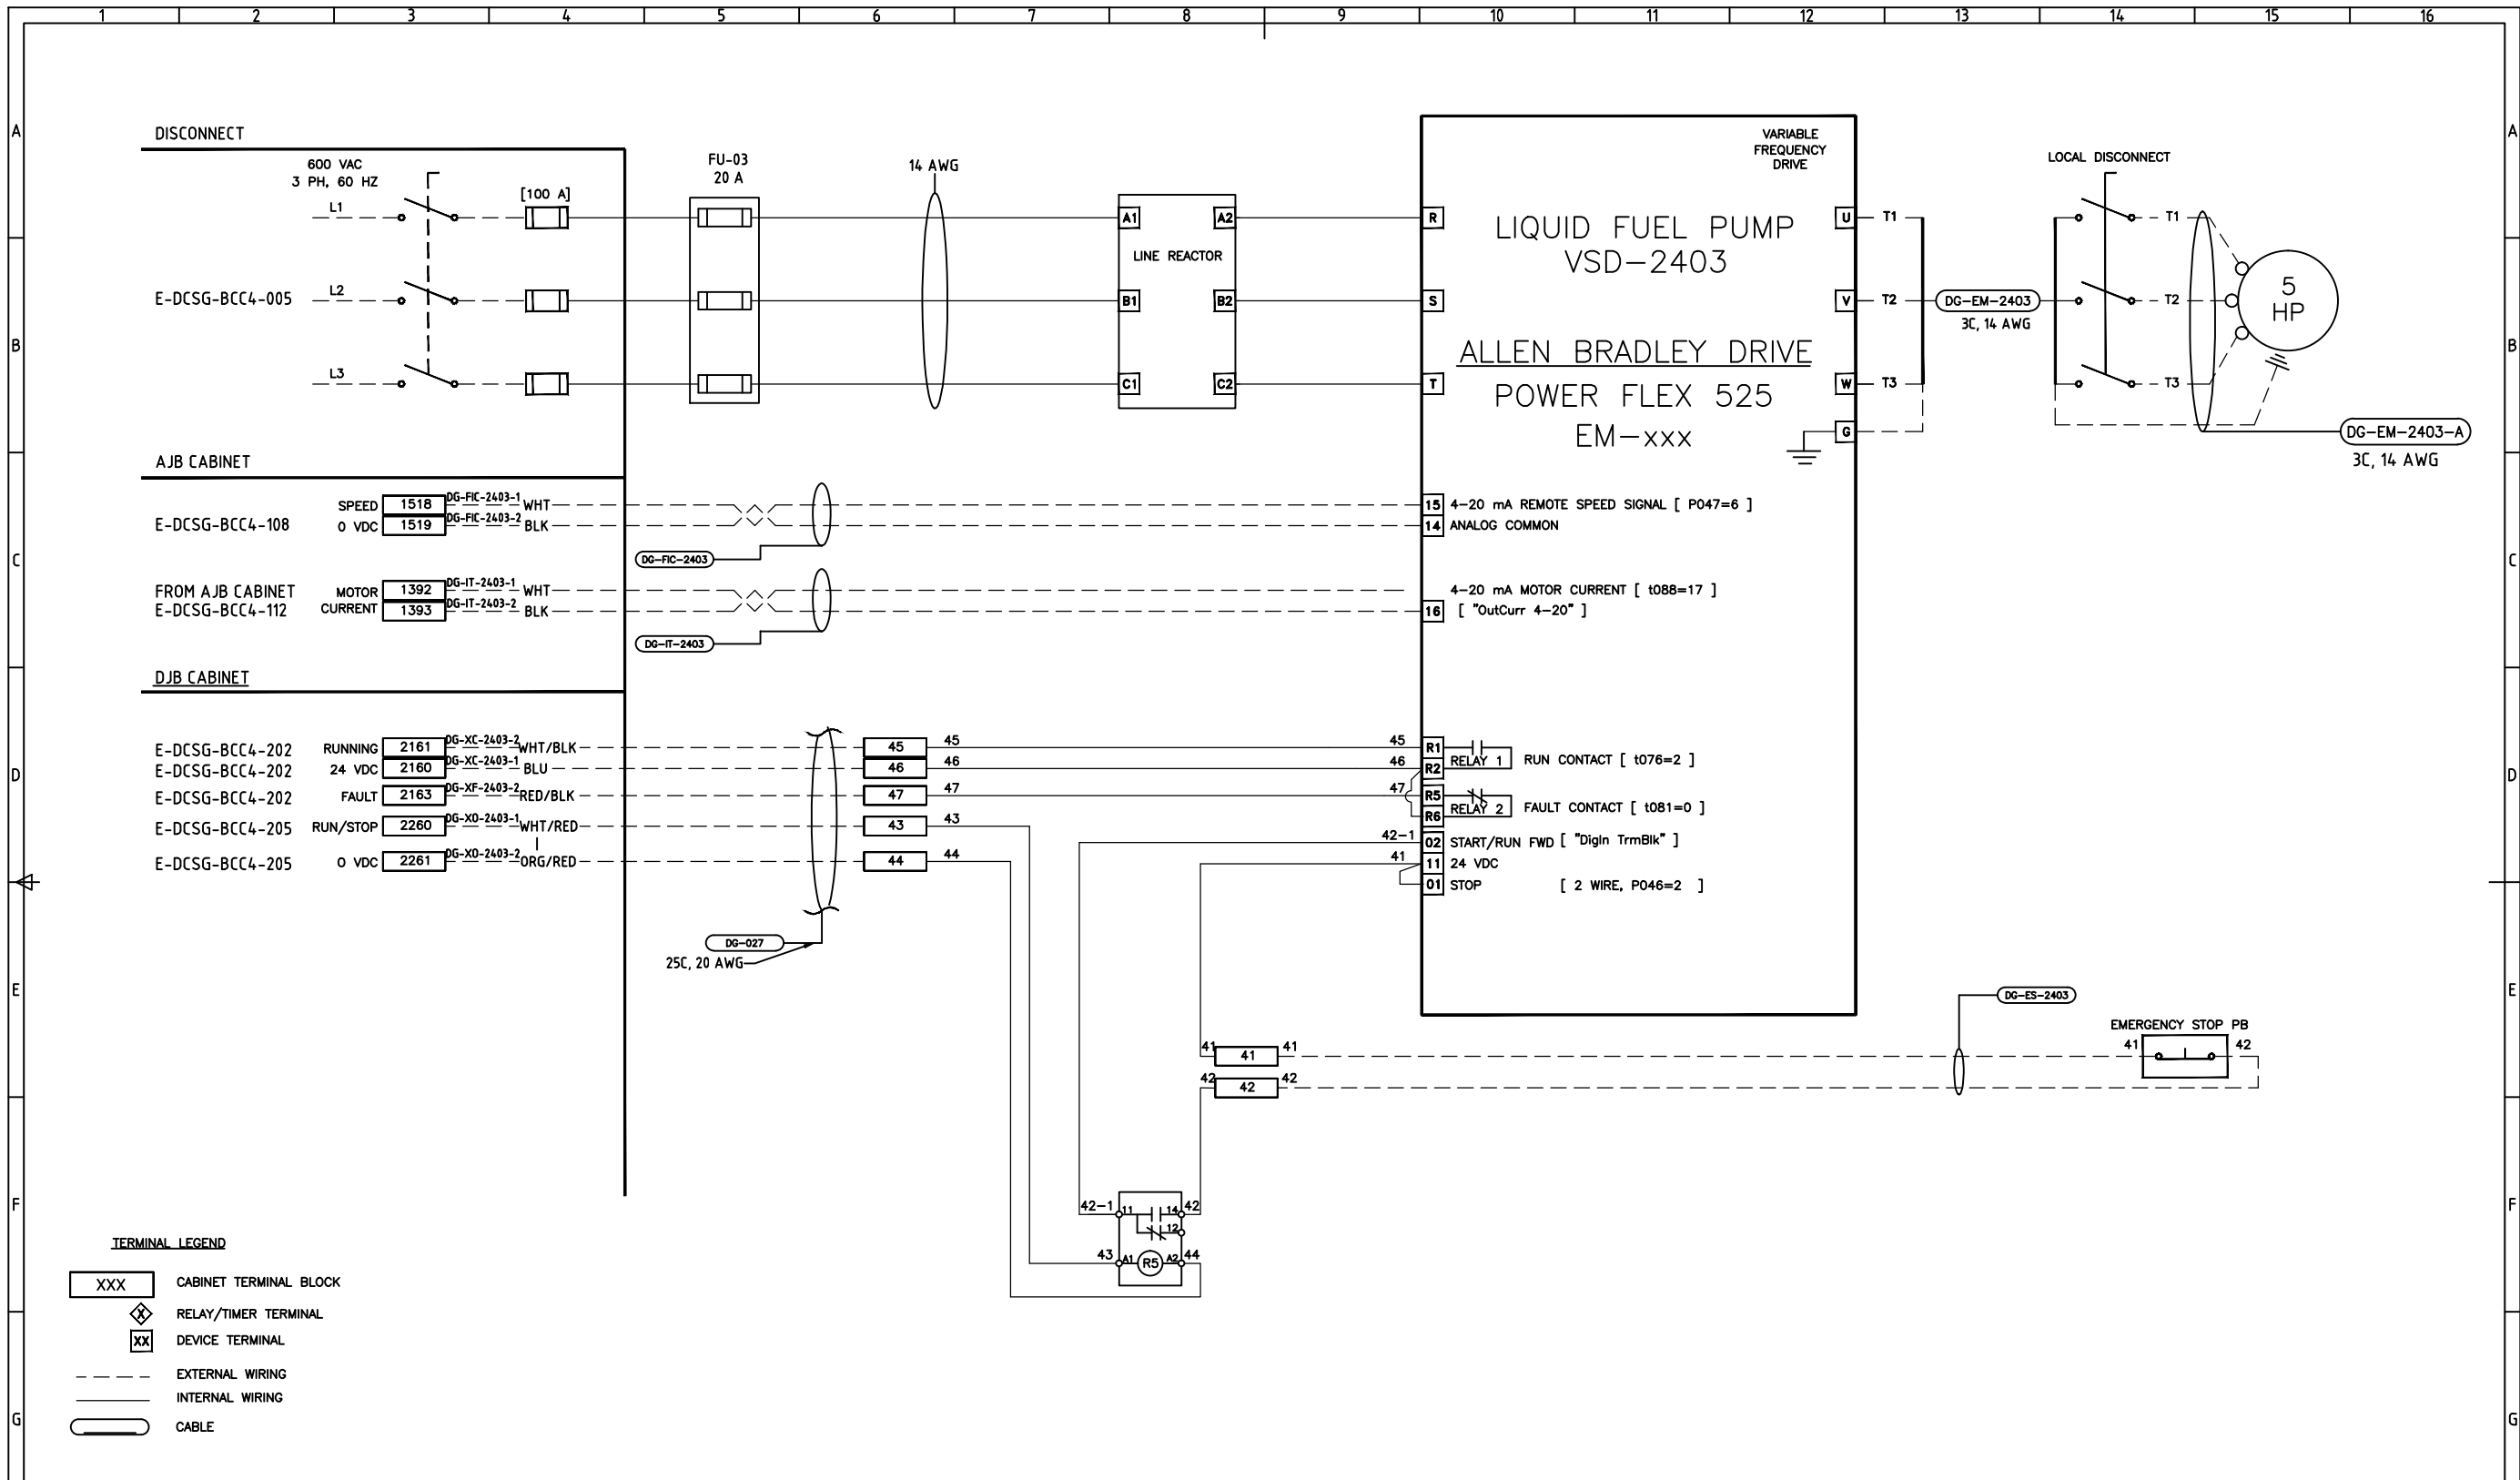 1 2 3 4 5 6 7 8 9 10 11 12 13 14 15 16
A
B
C
D
E
F
G
A
B
C
D
E
F
G
DISCONNECT
600 VAC
3 PH, 60 HZ
[100 A]
L1
E-DCSG-BCC4-005
L2
L3
FU-03
20 A
14 AWG
A1
A2
LINE REACTOR
B1
B2
C1
C2
VARIABLE
FREQUENCY
DRIVE
R
S
T
LIQUID FUEL PUMP
VSD-2403
ALLEN BRADLEY DRIVE
POWER FLEX 525
EM-xxx
U
V
W
G
T1
T2
T3
DG-EM-2403
3C, 14 AWG
LOCAL DISCONNECT
T1
T2
T3
5
HP
DG-EM-2403-A
3C, 14 AWG
AJB CABINET
E-DCSG-BCC4-108
SPEED 1518 DG-FIC-2403-1 WHT
0 VDC 1519 DG-FIC-2403-2 BLK
DG-FIC-2403
15 4-20 mA REMOTE SPEED SIGNAL [ P047=6 ]
14 ANALOG COMMON
FROM AJB CABINET
E-DCSG-BCC4-112
MOTOR 1392 DG-IT-2403-1 WHT
CURRENT 1393 DG-IT-2403-2 BLK
DG-IT-2403
4-20 mA MOTOR CURRENT [ t088=17 ]
16 [ "OutCurr 4-20" ]
DJB CABINET
E-DCSG-BCC4-202 RUNNING 2161 DG-XC-2403-2 WHT/BLK 45 45 45 R1
E-DCSG-BCC4-202 24 VDC 2160 DG-XC-2403-1 BLU 46 46 46 R2
RELAY 1 RUN CONTACT [ t076=2 ]
E-DCSG-BCC4-202 FAULT 2163 DG-XF-2403-2 RED/BLK 47 47 47 R5
RELAY 2 FAULT CONTACT [ t081=0 ]
R6
E-DCSG-BCC4-205 RUN/STOP 2260 DG-XO-2403-1 WHT/RED 43 43
E-DCSG-BCC4-205 0 VDC 2261 DG-XO-2403-2 ORG/RED 44 44
42-1 02 START/RUN FWD [ "DigIn TrmBlk" ]
41 11 24 VDC
01 STOP [ 2 WIRE, P046=2 ]
DG-027
25C, 20 AWG
DG-ES-2403
EMERGENCY STOP PB
41 41 41
41 42
42 42 42
42-1 11 14 42
12
43 A1 R5 A2 44
TERMINAL LEGEND
XXX CABINET TERMINAL BLOCK
X RELAY/TIMER TERMINAL
XX DEVICE TERMINAL
EXTERNAL WIRING
INTERNAL WIRING
CABLE